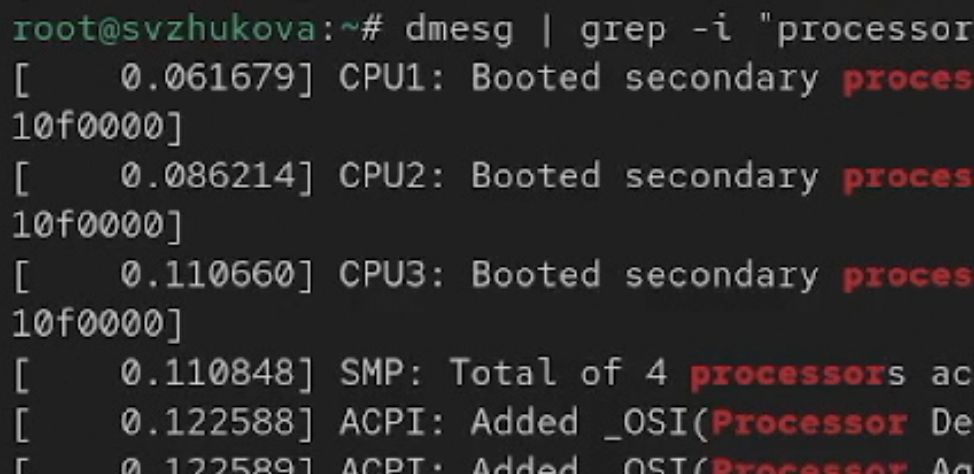 root@svzhukova:~# dmesg | grep -i "processor
[    0.061679] CPU1: Booted secondary proces
10f0000]
[    0.086214] CPU2: Booted secondary proces
10f0000]
[    0.110660] CPU3: Booted secondary proces
10f0000]
[    0.110848] SMP: Total of 4 processors ac
[    0.122588] ACPI: Added _OSI(Processor De
[    0.122589] ACPI: Added _OSI(Processor Ag